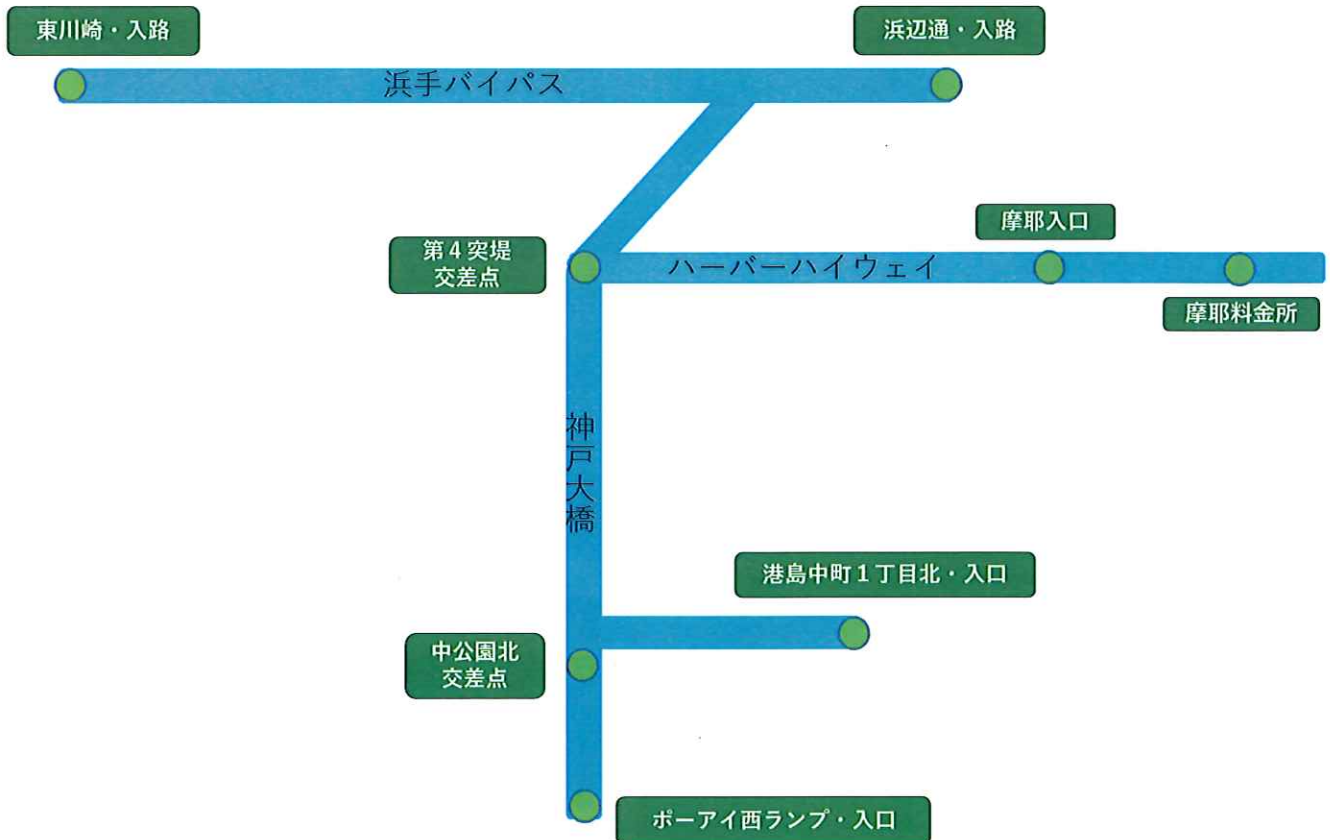 東川崎・入路
浜辺通・入路
浜手バイパス
摩耶入口
第4突堤
交差点
ハーバーハイウェイ
摩耶料金所
神戸大橋
港島中町1丁目北・入口
中公園北
交差点
ポーアイ西ランプ・入口